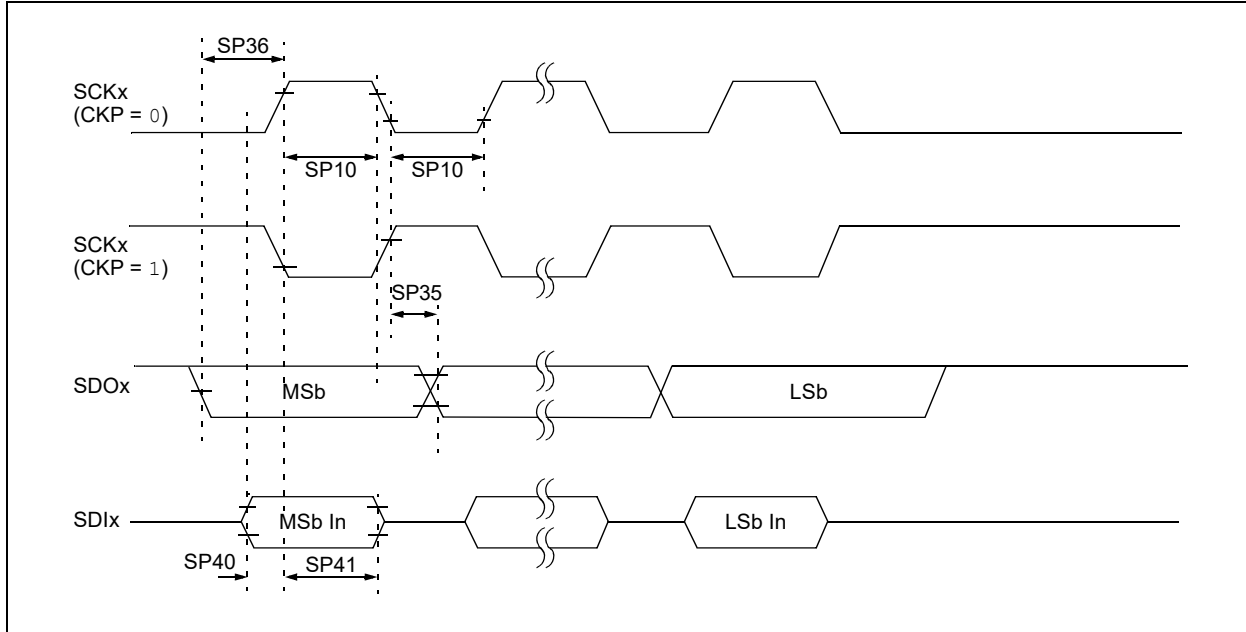 SP36
SCKx
(CKP = 0)
SP10
SP10
SCKx
(CKP = 1)
SP35
SDOx
MSb
LSb
SDIx
MSb In
LSb In
SP40
SP41